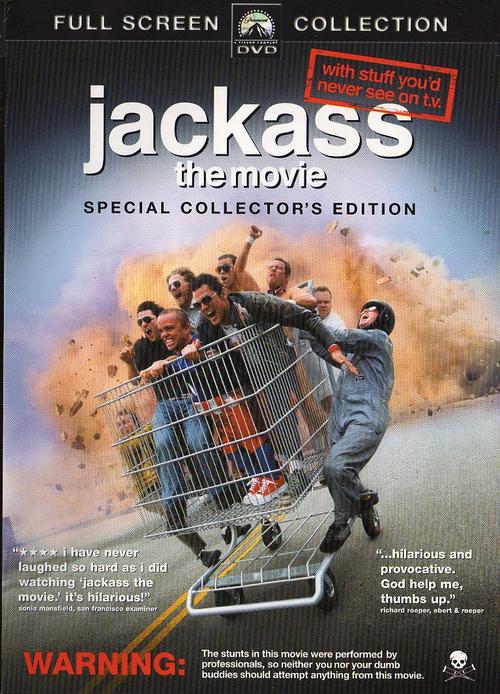 FULL SCREEN COLLECTION
DVD
with stuff you'd
never see on t.v.
jackass
the movie
SPECIAL COLLECTOR'S EDITION
"★★★★ i have never
laughed so hard as i did
watching 'jackass the
movie.' it's hilarious!"
sonia mansfield, san francisco examiner
"...hilarious and
provocative.
God help me,
thumbs up."
richard roeper, ebert & roeper
WARNING:
The stunts in this movie were performed by
professionals, so neither you nor your dumb
buddies should attempt anything from this movie.